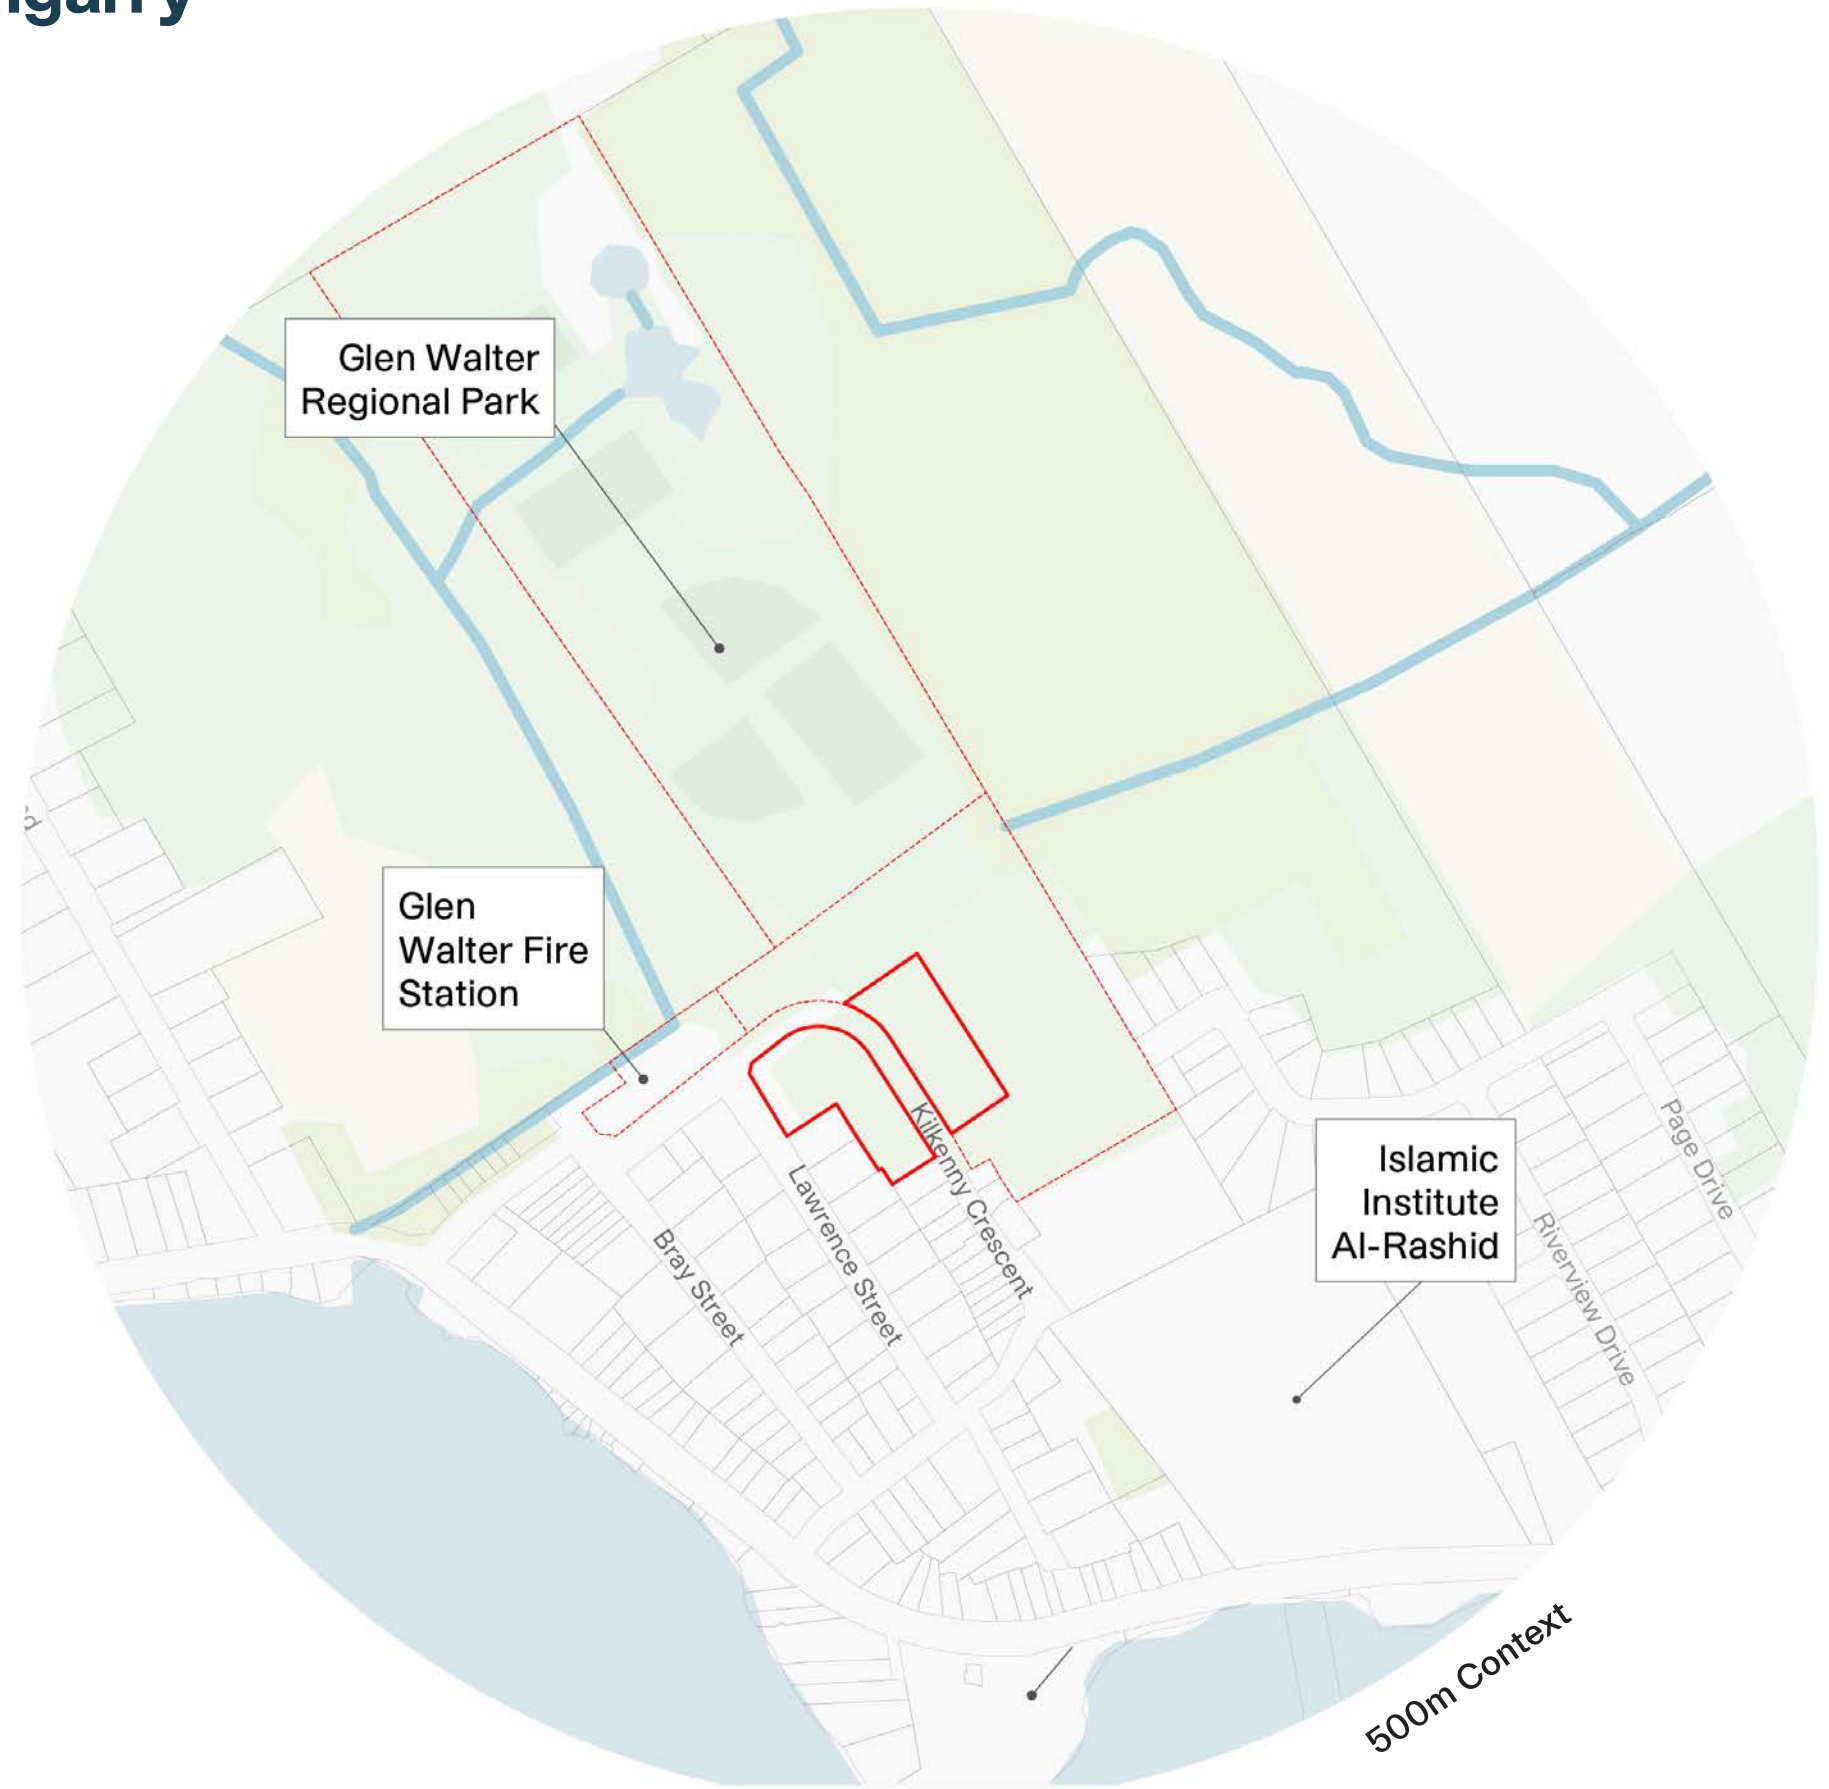 Glen Walter
Regional Park
Glen
Walter Fire
Station
Kilkenny Crescent
Lawrence Street
Bray Street
Page Drive
Islamic
Institute
Al-Rashid
Riverview Drive
500m Context